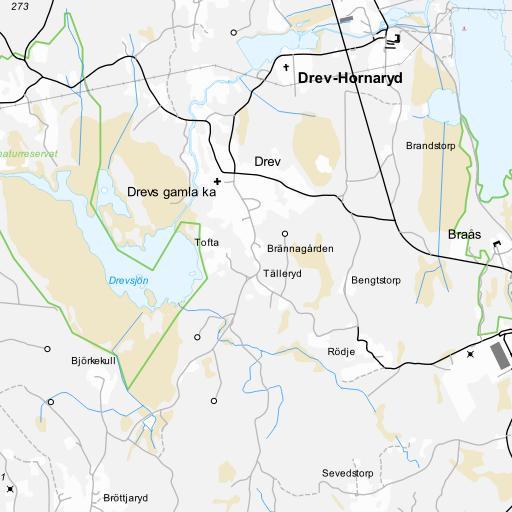 273
Drev-Hornaryd
Brandstorp
naturreservat
Drev
Drevs gamla ka
Braås
Tofta
Brännagården
Tälleryd
Drevsjön
Bengtstorp
Rödje
Björkekull
Sevedstorp
1
Bröttjaryd